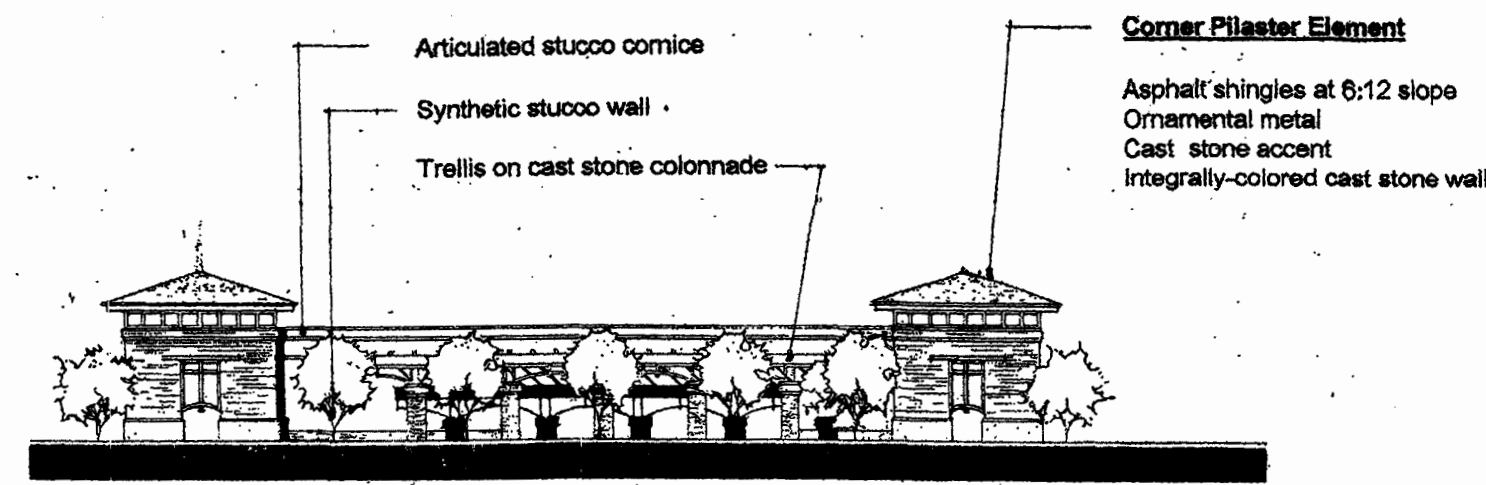 Articulated stucco cornice
Synthetic stucco wall
Trellis on cast stone colonnade
Corner Pilaster Element
Asphalt shingles at 6:12 slope
Ornamental metal
Cast stone accent
Integrally-colored cast stone wall